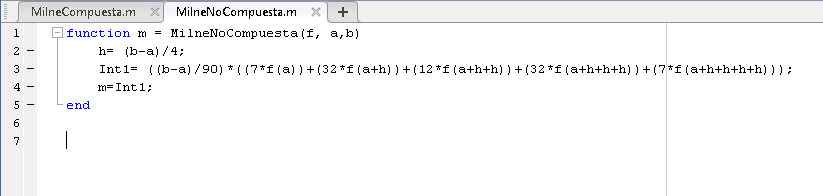 MilneCompuesta.m × MilneNoCompuesta.m × +
1 function m = MilneNoCompuesta(f, a,b)
2 – h= (b-a)/4;
3 – Int1= ((b-a)/90)*((7*f(a))+(32*f(a+h))+(12*f(a+h+h))+(32*f(a+h+h+h))+(7*f(a+h+h+h+h)));
4 – m=Int1;
5 – end
6
7